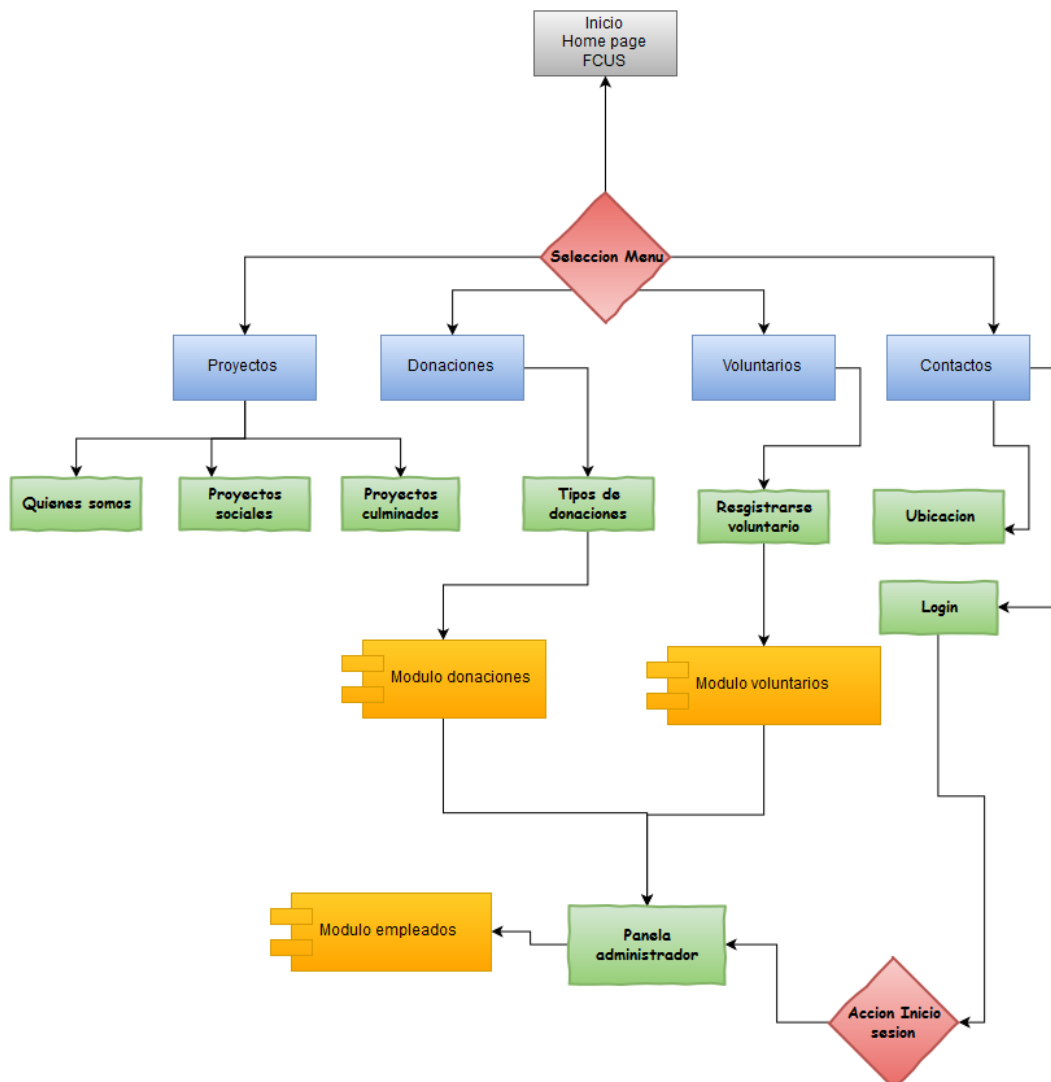 Inicio
Home page
FCUS
Seleccion Menu
Proyectos
Donaciones
Voluntarios
Contactos
Quienes somos
Proyectos
sociales
Proyectos
culminados
Tipos de
donaciones
Resgistrarse
voluntario
Ubicacion
Login
Modulo donaciones
Modulo voluntarios
Modulo empleados
Panela
administrador
Accion Inicio
sesion